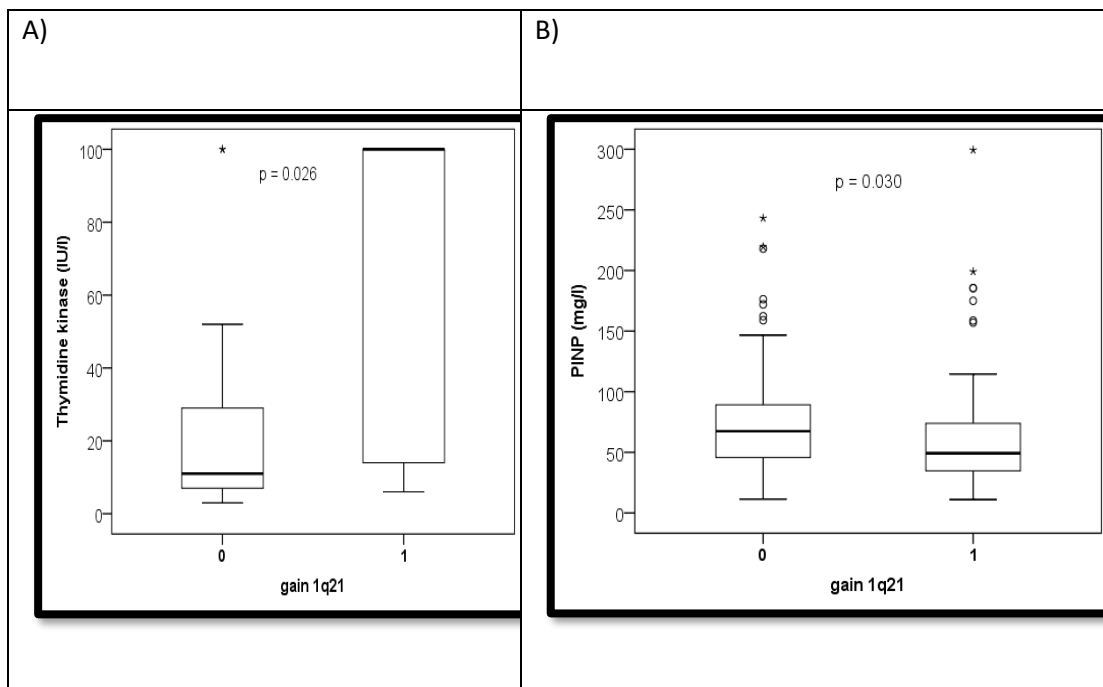 A)
B)
Thymidine kinase (IU/l)
100
80
60
40
20
0
*
p = 0.026
0
1
gain 1q21
PINP (mg/l)
300
250
200
150
100
50
0
p = 0.030
0
1
gain 1q21